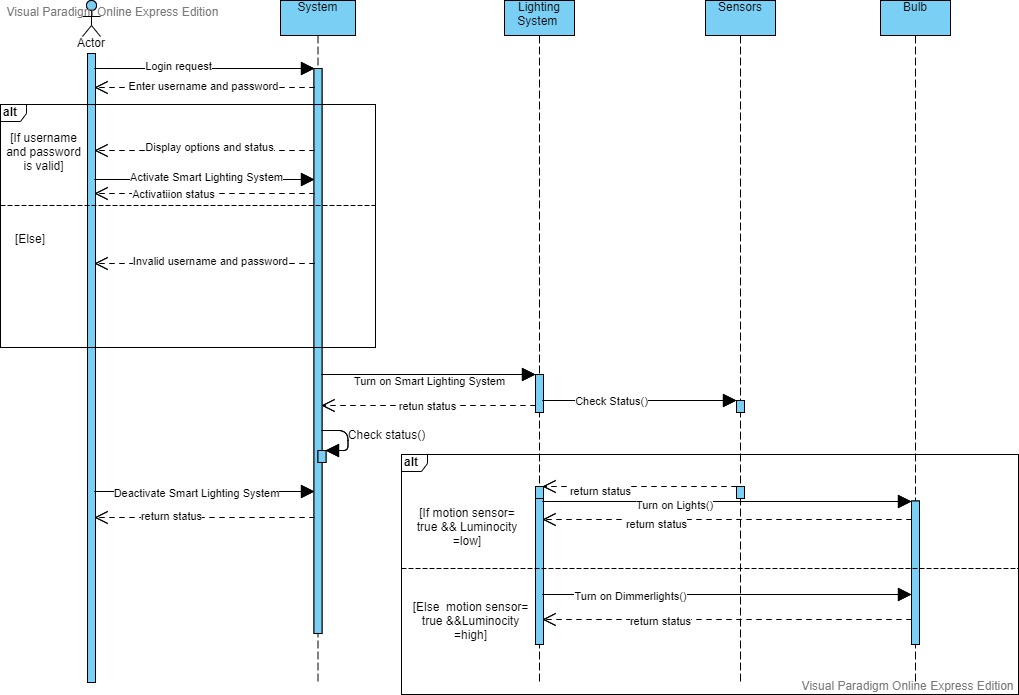 Visual Paradigm Online Express Edition
System
Lighting
System
Sensors
Bulb
Actor
Login request
Enter username and password
alt
[If username
and password
is valid]
Display options and status.
Activate Smart Lighting System
Activatiion status
[Else]
Invalid username and password
Turn on Smart Lighting System
retun status
Check Status()
Check status()
alt
Deactivate Smart Lighting System
return status
return status
[If motion sensor=
true && Luminocity
=low]
Turn on Lights()
return status
[Else  motion sensor=
true &&Luminocity
=high]
Turn on Dimmerlights()
return status
Visual Paradigm Online Express Edition